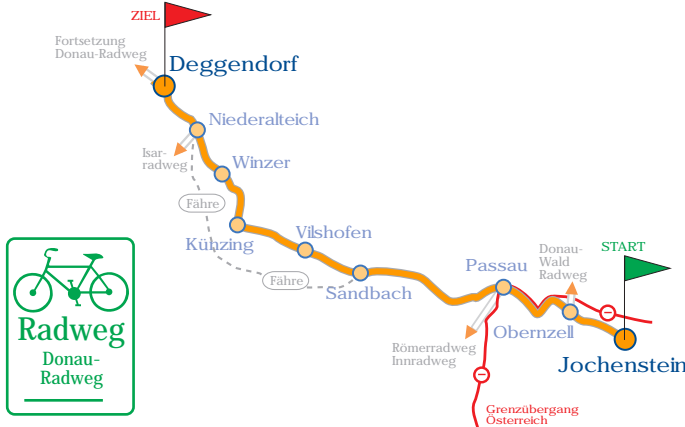 ZIEL
Fortsetzung
Donau-Radweg
Deggendorf
Niederalteich
Isar-
radweg
Winzer
Fähre
Künzing
Vilshofen
Fähre
Sandbach
Passau
Donau-
Wald
Radweg
START
Römerradweg
Innradweg
Obernzell
Jochenstein
Grenzübergang
Österreich
Radweg
Donau-
Radweg